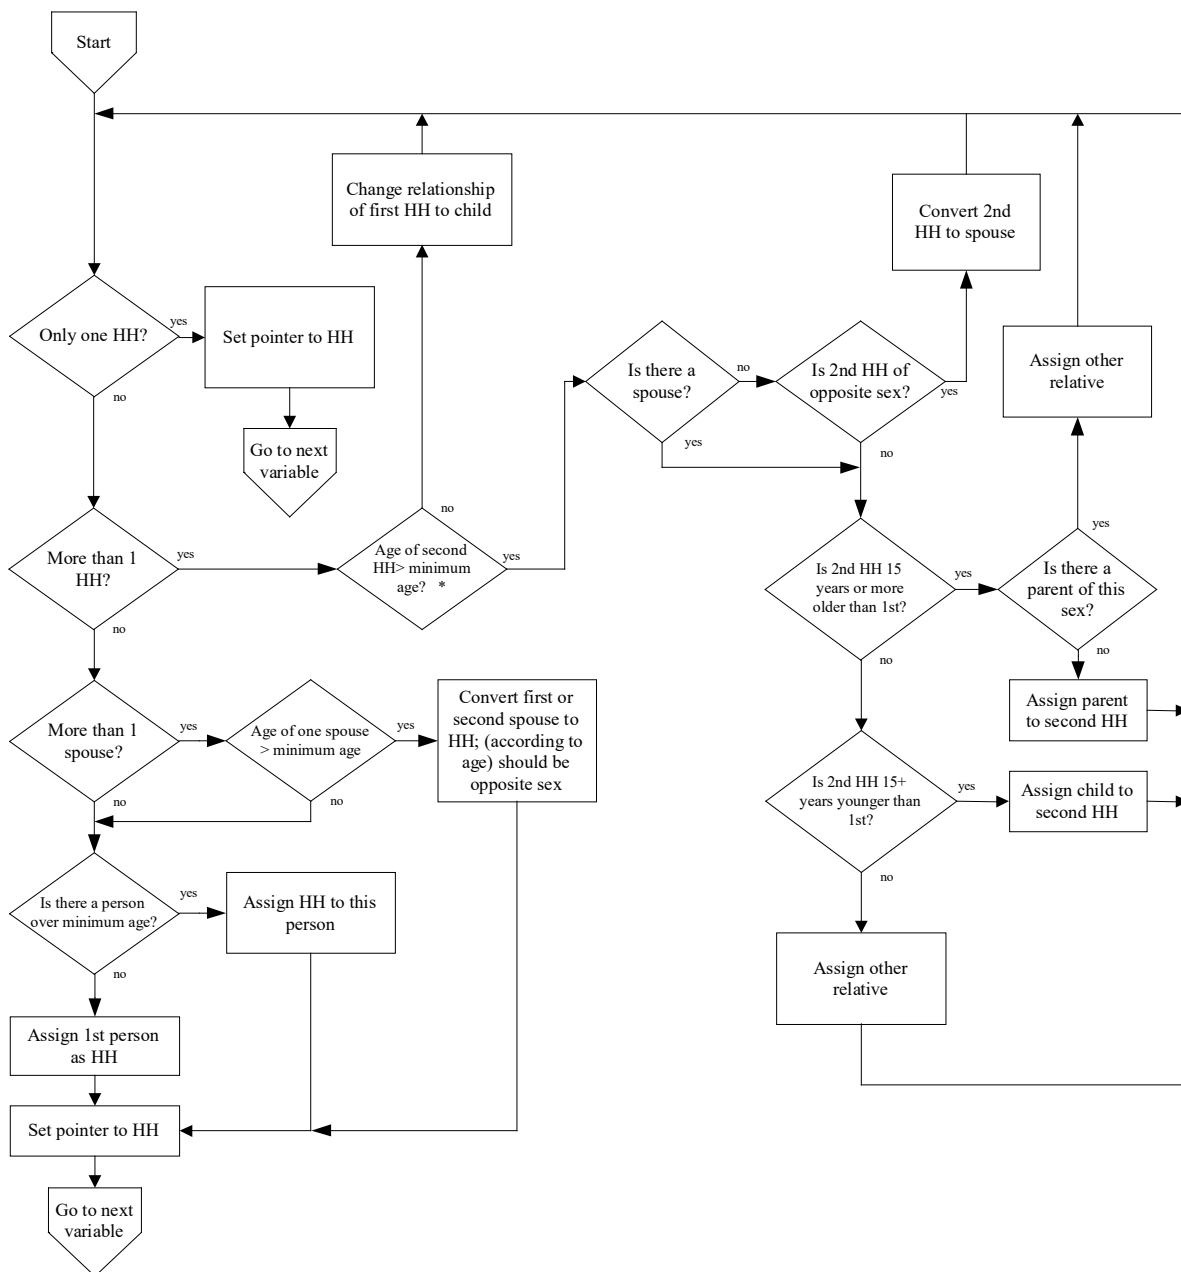 Start
Change relationship
of first HH to child
Convert 2nd
HH to spouse
Only one HH?
yes
no
Set pointer to HH
Go to next
variable
Is there a
spouse?
no
yes
Is 2nd HH of
opposite sex?
yes
no
Assign other
relative
More than 1
HH?
yes
no
Age of second
HH> minimum
age? *
no
yes
Is 2nd HH 15
years or more
older than 1st?
yes
no
Is there a
parent of this
sex?
yes
no
Assign parent
to second HH
More than 1
spouse?
yes
no
Age of one spouse
> minimum age
yes
no
Convert first or
second spouse to
HH; (according to
age) should be
opposite sex
Is 2nd HH 15+
years younger than
1st?
yes
no
Assign child to
second HH
Is there a person
over minimum age?
yes
no
Assign HH to this
person
Assign other
relative
Assign 1st person
as HH
Set pointer to HH
Go to next
variable